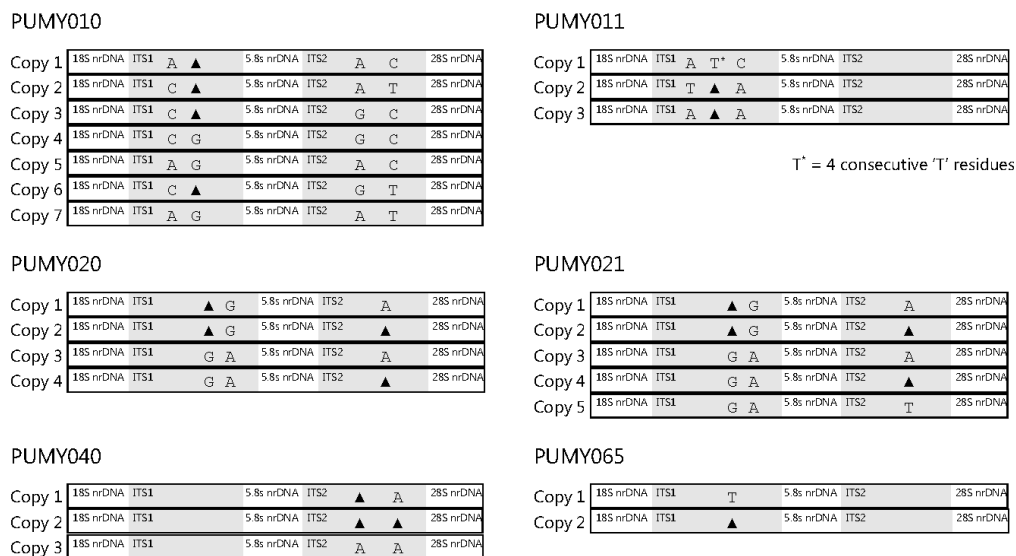 PUMY010
Copy 1 18S nrDNA ITS1 A ▲ 5.8s nrDNA ITS2 A C 28S nrDNA
Copy 2 18S nrDNA ITS1 C ▲ 5.8s nrDNA ITS2 A T 28S nrDNA
Copy 3 18S nrDNA ITS1 C ▲ 5.8s nrDNA ITS2 G C 28S nrDNA
Copy 4 18S nrDNA ITS1 C G 5.8s nrDNA ITS2 G C 28S nrDNA
Copy 5 18S nrDNA ITS1 A G 5.8s nrDNA ITS2 A C 28S nrDNA
Copy 6 18S nrDNA ITS1 C ▲ 5.8s nrDNA ITS2 G T 28S nrDNA
Copy 7 18S nrDNA ITS1 A G 5.8s nrDNA ITS2 A T 28S nrDNA
PUMY011
Copy 1 18S nrDNA ITS1 A T* C 5.8s nrDNA ITS2 28S nrDNA
Copy 2 18S nrDNA ITS1 T ▲ A 5.8s nrDNA ITS2 28S nrDNA
Copy 3 18S nrDNA ITS1 A ▲ A 5.8s nrDNA ITS2 28S nrDNA
T* = 4 consecutive 'T' residues
PUMY020
Copy 1 18S nrDNA ITS1 ▲ G 5.8s nrDNA ITS2 A 28S nrDNA
Copy 2 18S nrDNA ITS1 ▲ G 5.8s nrDNA ITS2 ▲ 28S nrDNA
Copy 3 18S nrDNA ITS1 G A 5.8s nrDNA ITS2 A 28S nrDNA
Copy 4 18S nrDNA ITS1 G A 5.8s nrDNA ITS2 ▲ 28S nrDNA
PUMY021
Copy 1 18S nrDNA ITS1 ▲ G 5.8s nrDNA ITS2 A 28S nrDNA
Copy 2 18S nrDNA ITS1 ▲ G 5.8s nrDNA ITS2 ▲ 28S nrDNA
Copy 3 18S nrDNA ITS1 G A 5.8s nrDNA ITS2 A 28S nrDNA
Copy 4 18S nrDNA ITS1 G A 5.8s nrDNA ITS2 ▲ 28S nrDNA
Copy 5 18S nrDNA ITS1 G A 5.8s nrDNA ITS2 T 28S nrDNA
PUMY040
Copy 1 18S nrDNA ITS1 5.8s nrDNA ITS2 ▲ A 28S nrDNA
Copy 2 18S nrDNA ITS1 5.8s nrDNA ITS2 ▲ ▲ 28S nrDNA
Copy 3 18S nrDNA ITS1 5.8s nrDNA ITS2 A A 28S nrDNA
PUMY065
Copy 1 18S nrDNA ITS1 T 5.8s nrDNA ITS2 28S nrDNA
Copy 2 18S nrDNA ITS1 ▲ 5.8s nrDNA ITS2 28S nrDNA